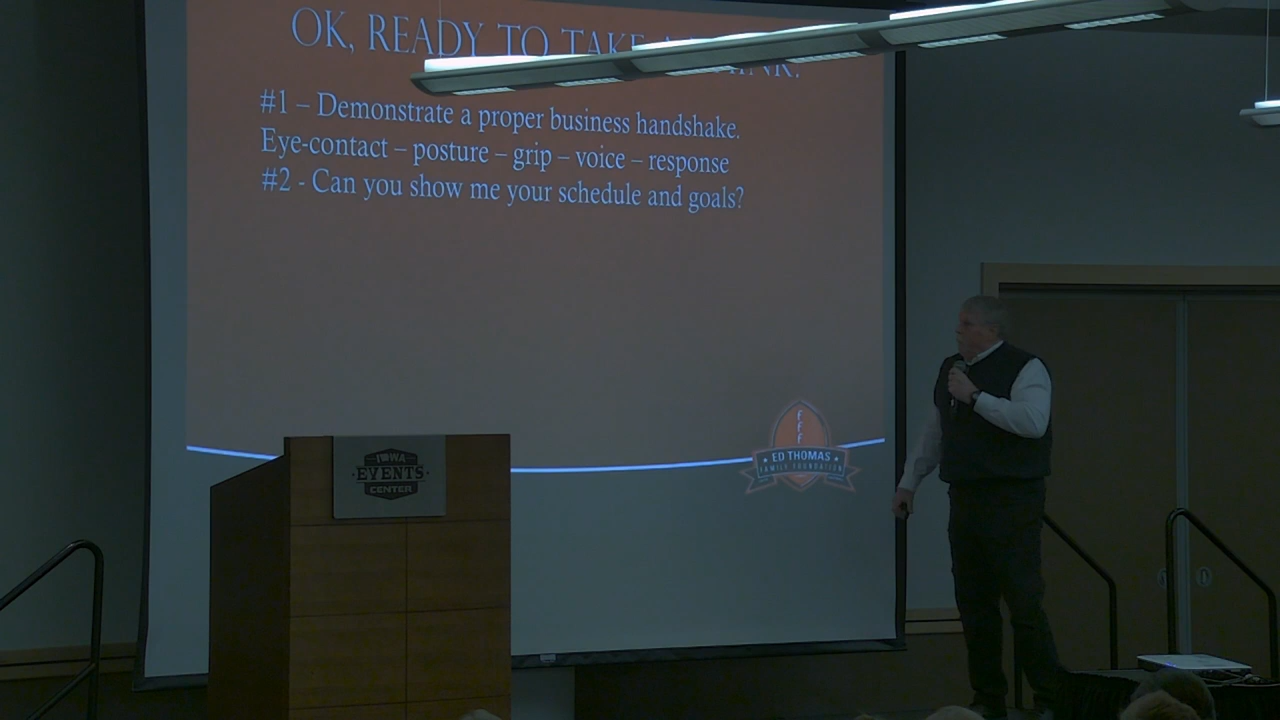 OK, READY TO TAKE
#1 – Demonstrate a proper business handshake.
Eye-contact – posture – grip – voice – response
#2 - Can you show me your schedule and goals?
FFF
• ED THOMAS •
FAMILY FOUNDATION
IOWA
EVENTS
CENTER